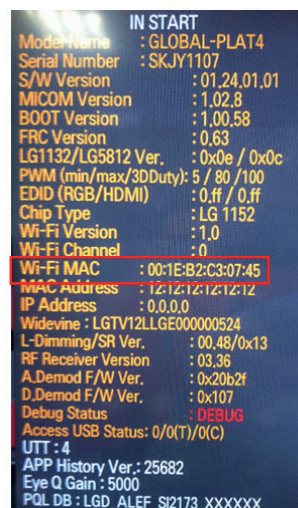 IN START
Model Name : GLOBAL-PLAT4
Serial Number : SKJY1107
S/W Version : 01.24.01.01
MICOM Version : 1.02.8
BOOT Version : 1.00.58
FRC Version : 0.63
LG1132/LG5812 Ver. : 0x0e / 0x0c
PWM (min/max/3DDuty): 5 / 80 /100
EDID (RGB/HDMI) : 0.ff / 0.ff
Chip Type : LG 1152
Wi-Fi Version : 1.0
Wi-Fi Channel : 0
Wi-Fi MAC : 00:1E:B2:C3:07:45
MAC Address : 12:12:12:12:12:12
IP Address : 0.0.0.0
Widevine : LGTV12LLGE000000524
L-Dimming/SR Ver. : 00.48/0x13
RF Receiver Version : 03.36
A.Demod F/W Ver. : 0x20b2f
D.Demod F/W Ver. : 0x107
Debug Status : DEBUG
Access USB Status: 0/0(T)/0(C)
UTT : 4
APP History Ver.: 25682
Eye Q Gain : 5000
PQL DB : LGD_ALEF_SI2173_XXXXXX